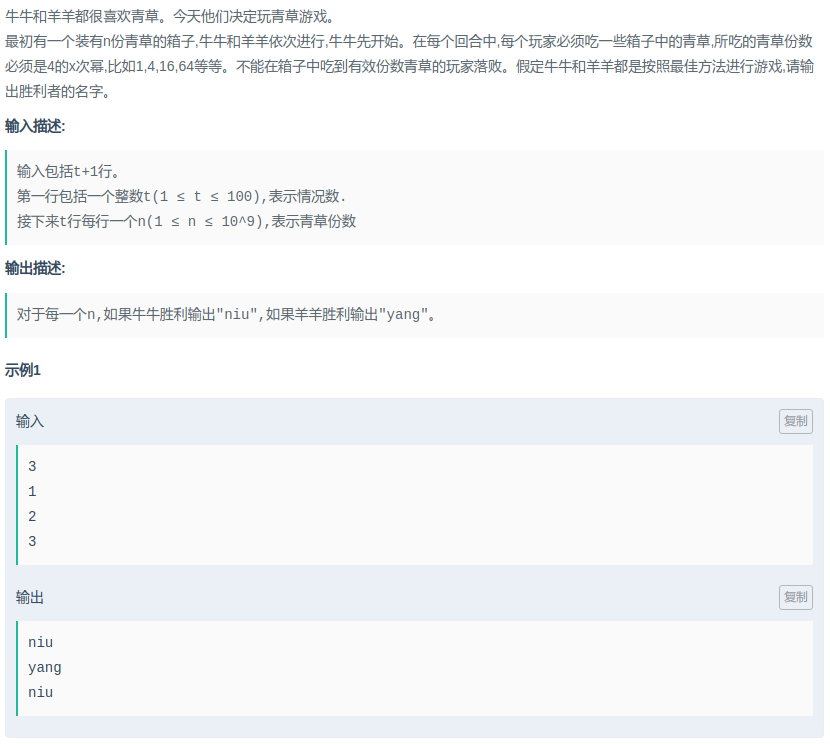 牛牛和羊羊都很喜欢青草。今天他们决定玩青草游戏。
最初有一个装有n份青草的箱子,牛牛和羊羊依次进行,牛牛先开始。在每个回合中,每个玩家必须吃一些箱子中的青草,所吃的青草份数
必须是4的x次幂,比如1,4,16,64等等。不能在箱子中吃到有效份数青草的玩家落败。假定牛牛和羊羊都是按照最佳方法进行游戏,请输
出胜利者的名字。
输入描述:
输入包括t+1行。
第一行包括一个整数t(1 ≤ t ≤ 100),表示情况数.
接下来t行每行一个n(1 ≤ n ≤ 10^9),表示青草份数
输出描述:
对于每一个n,如果牛牛胜利输出"niu",如果羊羊胜利输出"yang"。
示例1
输入
复制
3
1
2
3
输出
复制
niu
yang
niu